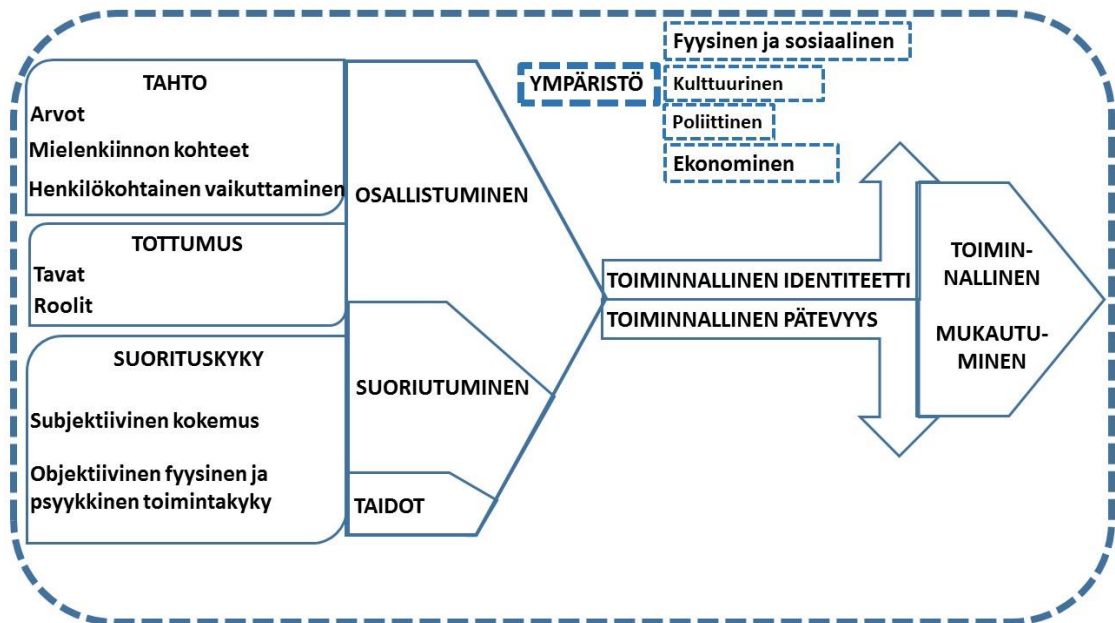 TAHTO
Arvot
Mielenkiinnon kohteet
Henkilökohtainen vaikuttaminen
TOTTUMUS
Tavat
Roolit
SUORITUSKYKY
Subjektiivinen kokemus
Objektiivinen fyysinen ja
psyykkinen toimintakyky
OSALLISTUMINEN
SUORIUTUMINEN
TAIDOT
YMPÄRISTÖ
Fyysinen ja sosiaalinen
Kulttuurinen
Poliittinen
Ekonominen
TOIMINNALLINEN IDENTITEETTI
TOIMINNALLINEN PÄTEVYYS
TOIMIN-
NALLINEN
MUKAUTU-
MINEN